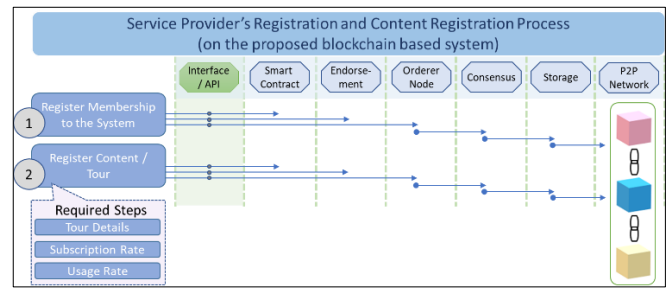 Service Provider's Registration and Content Registration Process
(on the proposed blockchain based system)
Interface
/ API
Smart
Contract
Endorse-
ment
Orderer
Node
Consensus
Storage
P2P
Network
1
Register Membership
to the System
2
Register Content /
Tour
Required Steps
Tour Details
Subscription Rate
Usage Rate